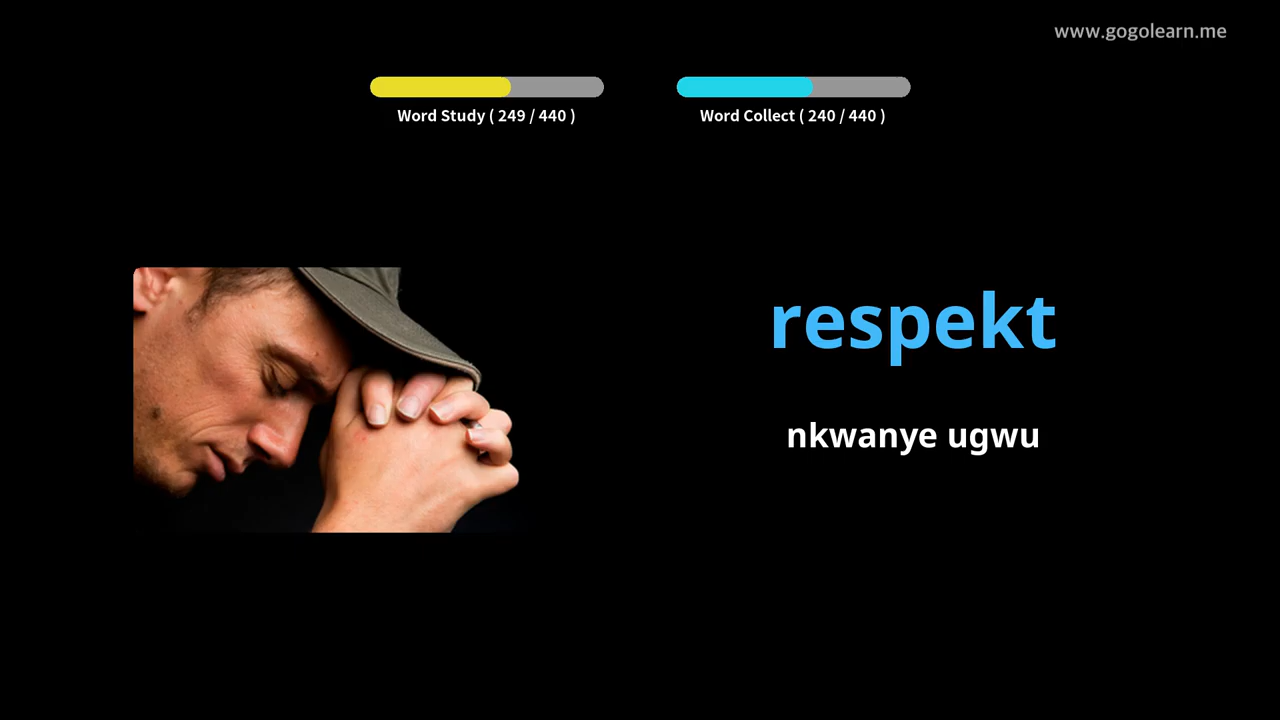 www.gogolearn.me
Word Study ( 249 / 440 )
Word Collect ( 240 / 440 )
respekt
nkwanye ugwu